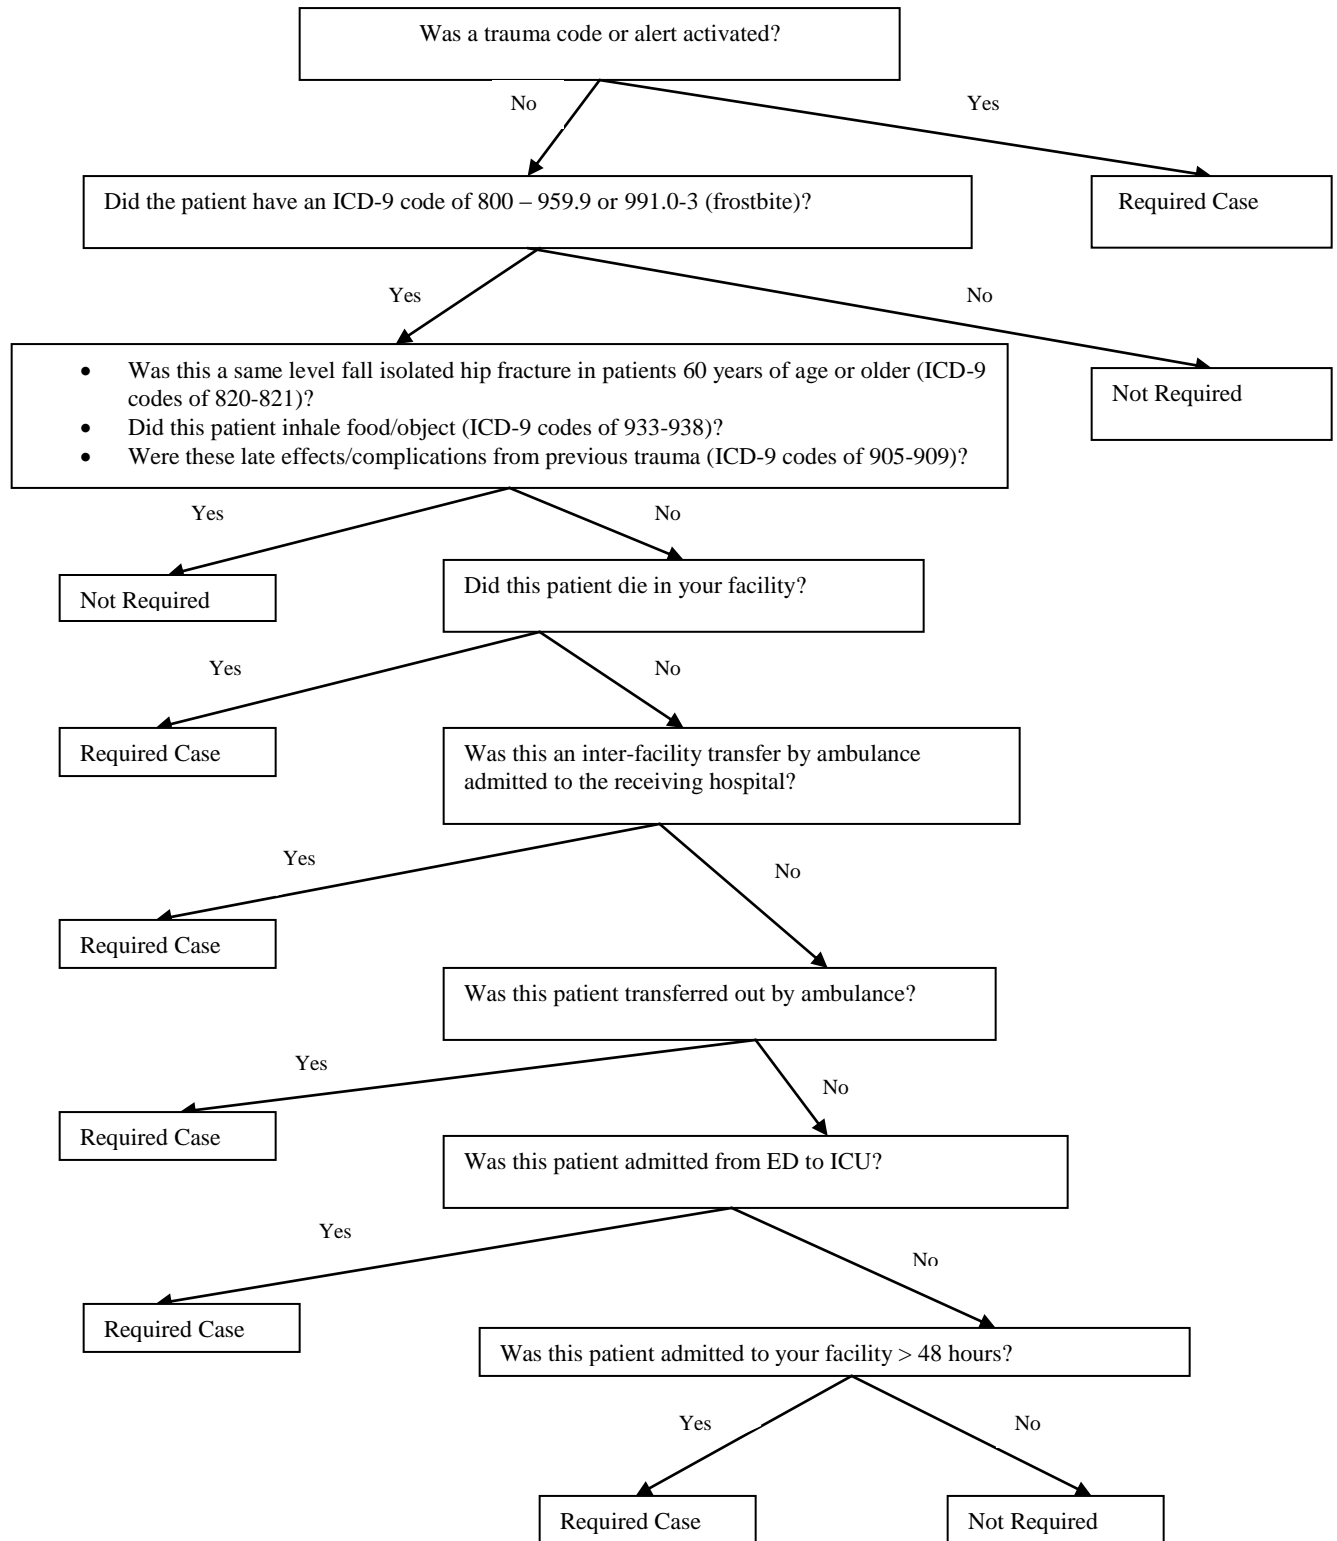 Was a trauma code or alert activated?
No
Yes
Did the patient have an ICD-9 code of 800 – 959.9 or 991.0-3 (frostbite)?
Required Case
Yes
No
• Was this a same level fall isolated hip fracture in patients 60 years of age or older (ICD-9
codes of 820-821)?
• Did this patient inhale food/object (ICD-9 codes of 933-938)?
• Were these late effects/complications from previous trauma (ICD-9 codes of 905-909)?
Not Required
Yes
No
Not Required
Did this patient die in your facility?
Yes
No
Required Case
Was this an inter-facility transfer by ambulance
admitted to the receiving hospital?
Yes
No
Required Case
Was this patient transferred out by ambulance?
Yes
No
Required Case
Was this patient admitted from ED to ICU?
Yes
No
Required Case
Was this patient admitted to your facility > 48 hours?
Yes
No
Required Case
Not Required